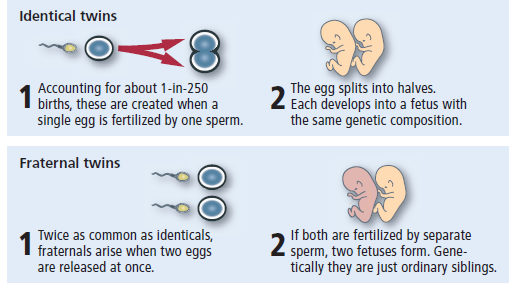 Identical twins
1 Accounting for about 1-in-250
births, these are created when a
single egg is fertilized by one sperm.
2 The egg splits into halves.
Each develops into a fetus with
the same genetic composition.
Fraternal twins
1 Twice as common as identicals,
fraternals arise when two eggs
are released at once.
2 If both are fertilized by separate
sperm, two fetuses form. Gene-
tically they are just ordinary siblings.